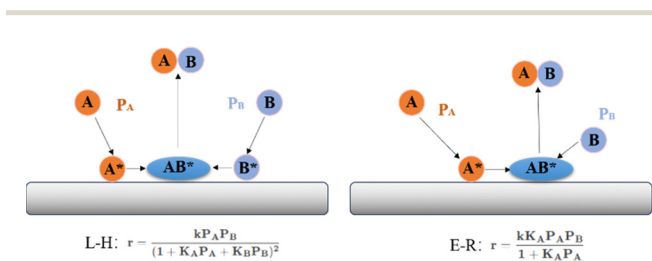 A B
A P_A P_B B
A* AB* B*
L-H: r = kP_AP_B / (1 + K_AP_A + K_BP_B)²
A B
A P_A P_B
B
A* AB*
E-R: r = kK_AP_AP_B / 1 + K_AP_A